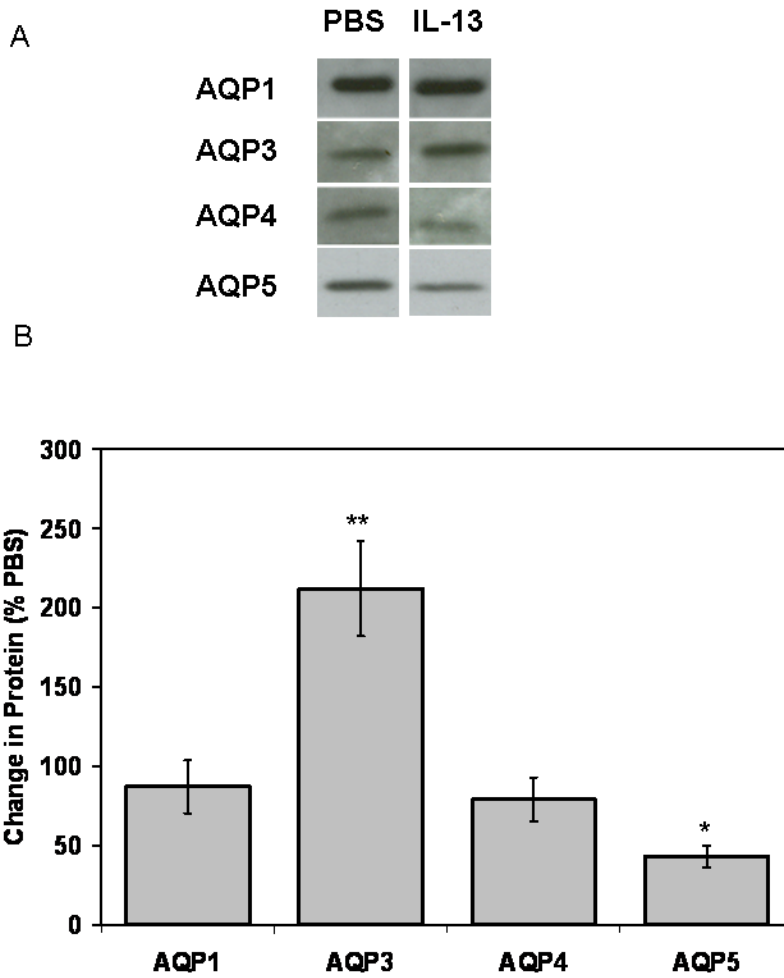 A
PBS IL-13
AQP1
AQP3
AQP4
AQP5
B
Change in Protein (% PBS)
300
250
200
150
100
50
0
**
*
AQP1 AQP3 AQP4 AQP5